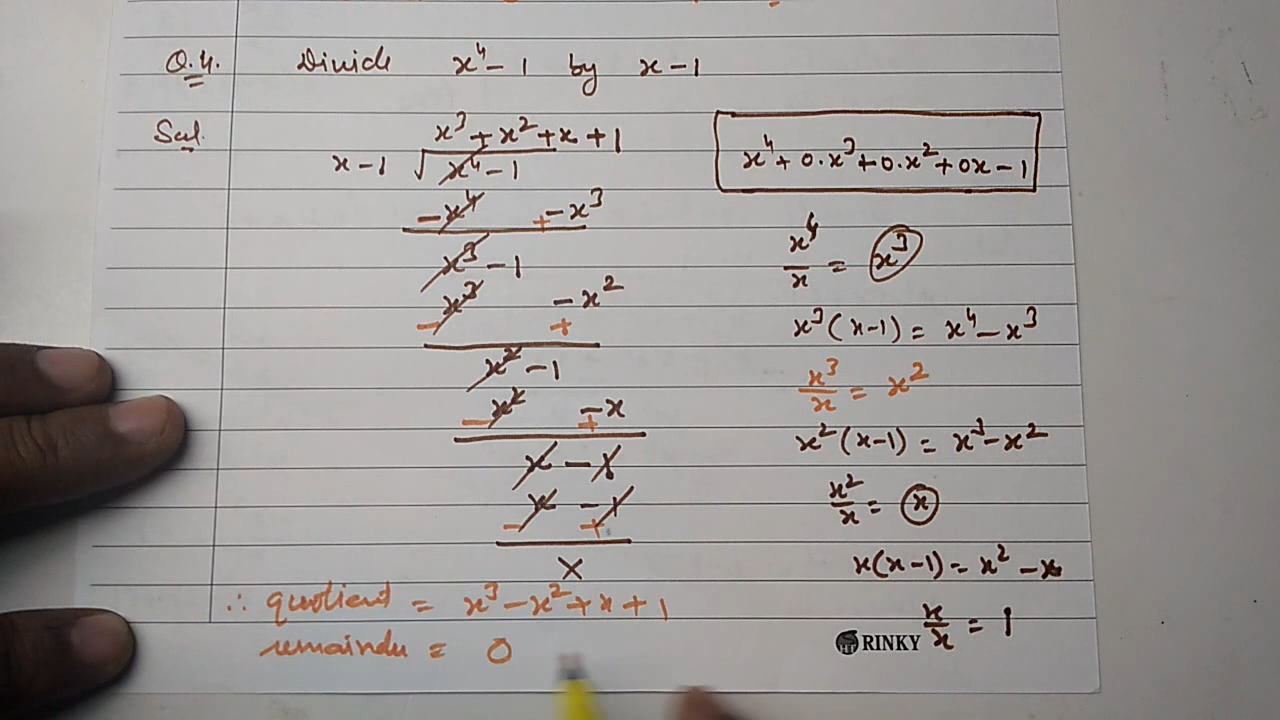 Q.4. Divide x⁴ - 1 by x - 1
Sol.
x³ + x² + x + 1
x - 1 √ x⁴ - 1
- x⁴ + - x³
x³ - 1
- x³ + - x²
x² - 1
- x² + - x
x - 1
- x + - 1
×
∴ quotient = x³ - x² + x + 1
remainder = 0
x⁴ + 0.x³ + 0.x² + 0x - 1
x⁴/x = x³
x³(x-1) = x⁴ - x³
x³/x = x²
x²(x-1) = x³ - x²
x²/x = x
x(x-1) = x² - x
x/x = 1
RINKY